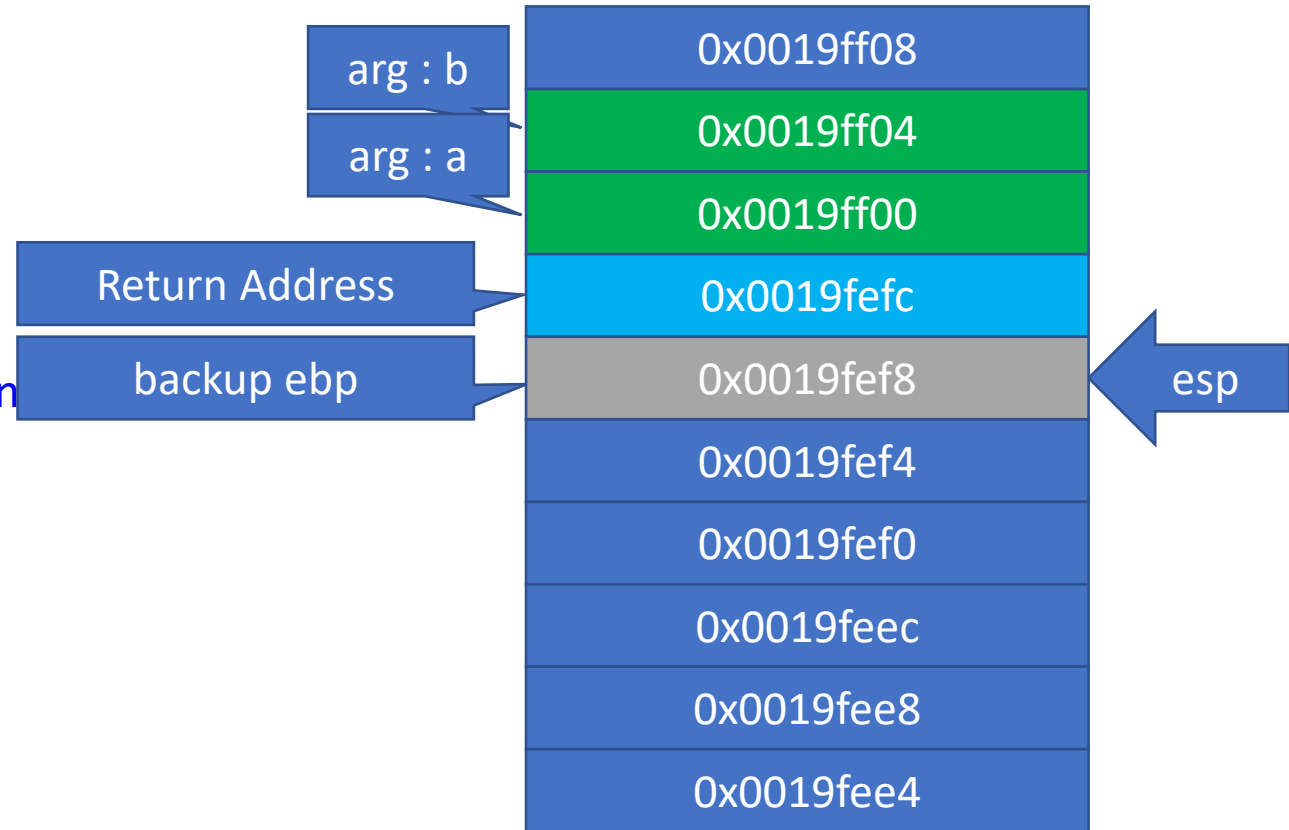 arg : b
arg : a
Return Address
backup ebp
n
0x0019ff08
0x0019ff04
0x0019ff00
0x0019fefc
0x0019fef8
0x0019fef4
0x0019fef0
0x0019feec
0x0019fee8
0x0019fee4
esp